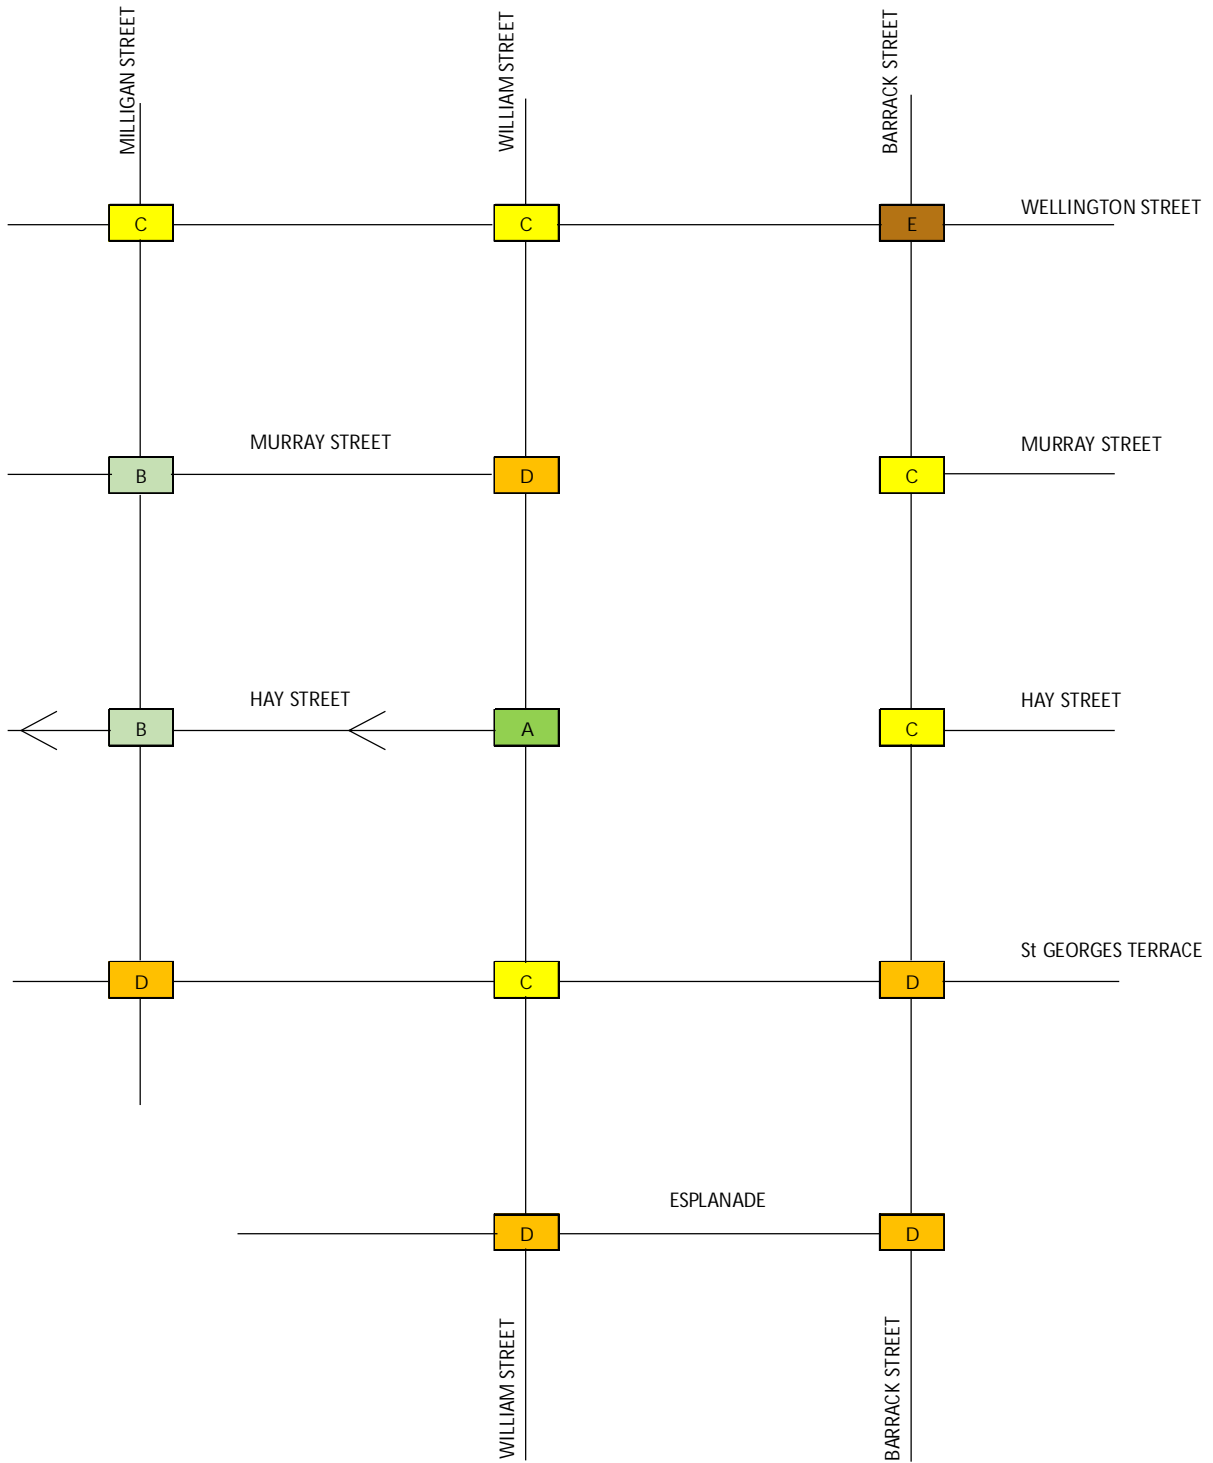 MILLIGAN STREET
WILLIAM STREET
BARRACK STREET
WELLINGTON STREET
C
C
E
MURRAY STREET
MURRAY STREET
B
D
C
HAY STREET
HAY STREET
B
A
C
St GEORGES TERRACE
D
C
D
ESPLANADE
D
D
WILLIAM STREET
BARRACK STREET